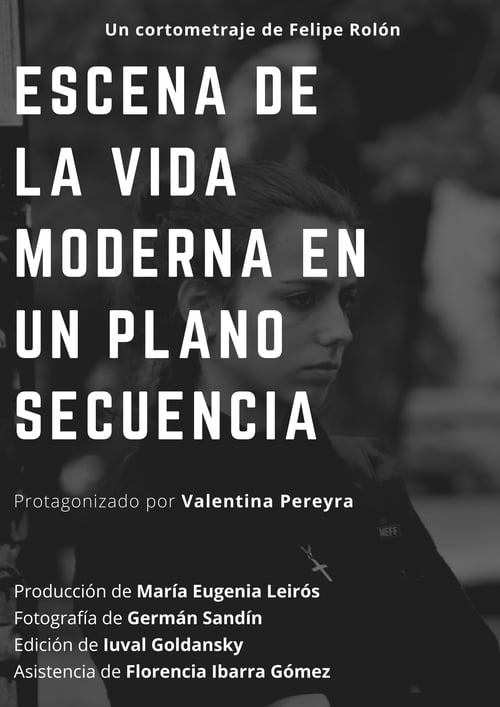 Un cortometraje de Felipe Rolón
ESCENA DE
LA VIDA
MODERNA EN
UN PLANO
SECUENCIA
Protagonizado por Valentina Pereyra
NEFF
Producción de María Eugenia Leirós
Fotografía de Germán Sandín
Edición de Iuval Goldansky
Asistencia de Florencia Ibarra Gómez